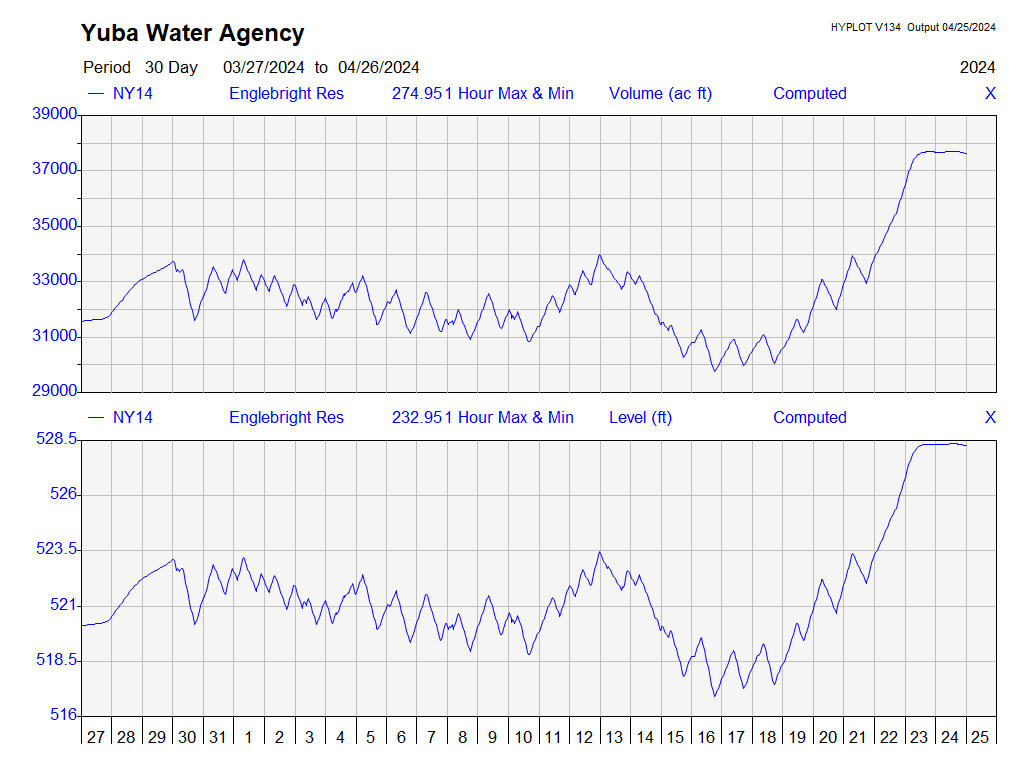 Yuba Water Agency
HYPLOT V134 Output 04/25/2024
Period 30 Day 03/27/2024 to 04/26/2024 2024
NY14 Englebright Res 274.951 Hour Max & Min Volume (ac ft) Computed X
39000
37000
35000
33000
31000
29000
NY14 Englebright Res 232.951 Hour Max & Min Level (ft) Computed X
528.5
526
523.5
521
518.5
516
27 28 29 30 31 1 2 3 4 5 6 7 8 9 10 11 12 13 14 15 16 17 18 19 20 21 22 23 24 25